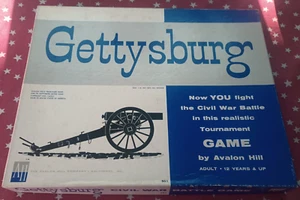 Gettysburg
Now YOU fight
the Civil War Battle
in this realistic
Tournament
GAME
by Avalon Hill
ADULT • 12 YEARS & UP